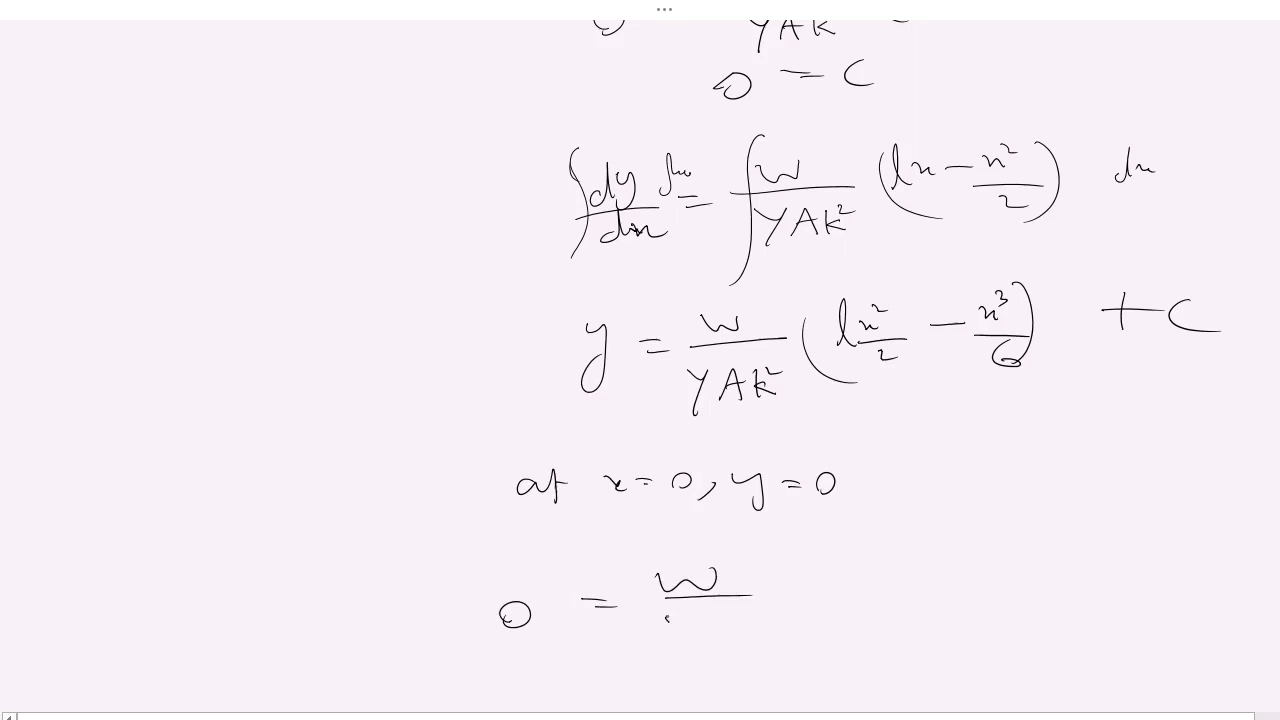 YAK
0 = C
∫ dy/dx dx = ∫ W/YAK² (lx - x²/2) dx
y = W/YAK² (lx²/2 - x³/6) + C
at x=0, y=0
0 = W